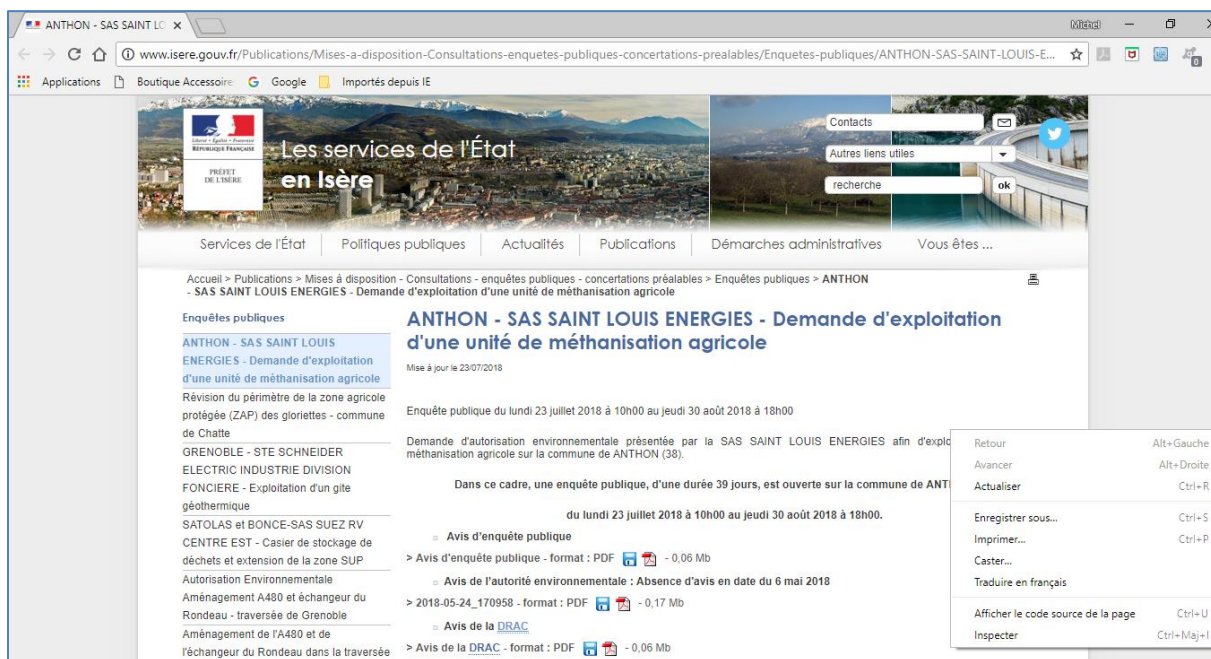 ANTHON - SAS SAINT LO
Michel
www.isere.gouv.fr/Publications/Mises-a-disposition-Consultations-enquetes-publiques-concertations-prealables/Enquetes-publiques/ANTHON-SAS-SAINT-LOUIS-E...
0
Applications Boutique Accessoire Google Importés depuis IE
Liberté • Égalité • Fraternité
RÉPUBLIQUE FRANÇAISE
PRÉFET
DE L'ISÈRE
Les services de l'État
en Isère
Contacts
Autres liens utiles
recherche ok
Services de l'État Politiques publiques Actualités Publications Démarches administratives Vous êtes ...
Accueil > Publications > Mises à disposition - Consultations - enquêtes publiques - concertations préalables > Enquêtes publiques > ANTHON
- SAS SAINT LOUIS ENERGIES - Demande d'exploitation d'une unité de méthanisation agricole
Enquêtes publiques
ANTHON - SAS SAINT LOUIS
ENERGIES - Demande d'exploitation
d'une unité de méthanisation agricole
Révision du périmètre de la zone agricole
protégée (ZAP) des gloriettes - commune
de Chatte
GRENOBLE - STE SCHNEIDER
ELECTRIC INDUSTRIE DIVISION
FONCIERE - Exploitation d'un gite
géothermique
SATOLAS et BONCE-SAS SUEZ RV
CENTRE EST - Casier de stockage de
déchets et extension de la zone SUP
Autorisation Environnementale
Aménagement A480 et échangeur du
Rondeau - traversée de Grenoble
Aménagement de l'A480 et de
l'échangeur du Rondeau dans la traversée
ANTHON - SAS SAINT LOUIS ENERGIES - Demande d'exploitation
d'une unité de méthanisation agricole
Mise à jour le 23/07/2018
Enquête publique du lundi 23 juillet 2018 à 10h00 au jeudi 30 août 2018 à 18h00
Demande d'autorisation environnementale présentée par la SAS SAINT LOUIS ENERGIES afin d'explo
méthanisation agricole sur la commune de ANTHON (38).
Dans ce cadre, une enquête publique, d'une durée 39 jours, est ouverte sur la commune de ANT
du lundi 23 juillet 2018 à 10h00 au jeudi 30 août 2018 à 18h00.
Avis d'enquête publique
> Avis d'enquête publique - format : PDF - 0,06 Mb
Avis de l'autorité environnementale : Absence d'avis en date du 6 mai 2018
> 2018-05-24_170958 - format : PDF - 0,17 Mb
Avis de la DRAC
> Avis de la DRAC - format : PDF - 0,06 Mb
Retour Alt+Gauche
Avancer Alt+Droite
Actualiser Ctrl+R
Enregistrer sous... Ctrl+S
Imprimer... Ctrl+P
Caster...
Traduire en français
Afficher le code source de la page Ctrl+U
Inspecter Ctrl+Maj+I